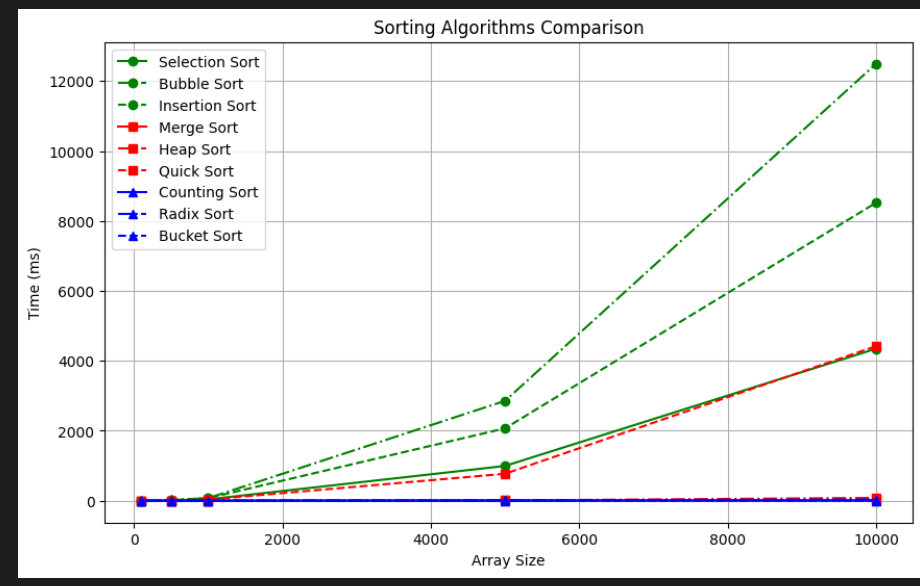 Sorting Algorithms Comparison
Selection Sort
Bubble Sort
Insertion Sort
Merge Sort
Heap Sort
Quick Sort
Counting Sort
Radix Sort
Bucket Sort
12000
10000
8000
6000
4000
2000
0
Time (ms)
0 2000 4000 6000 8000 10000
Array Size